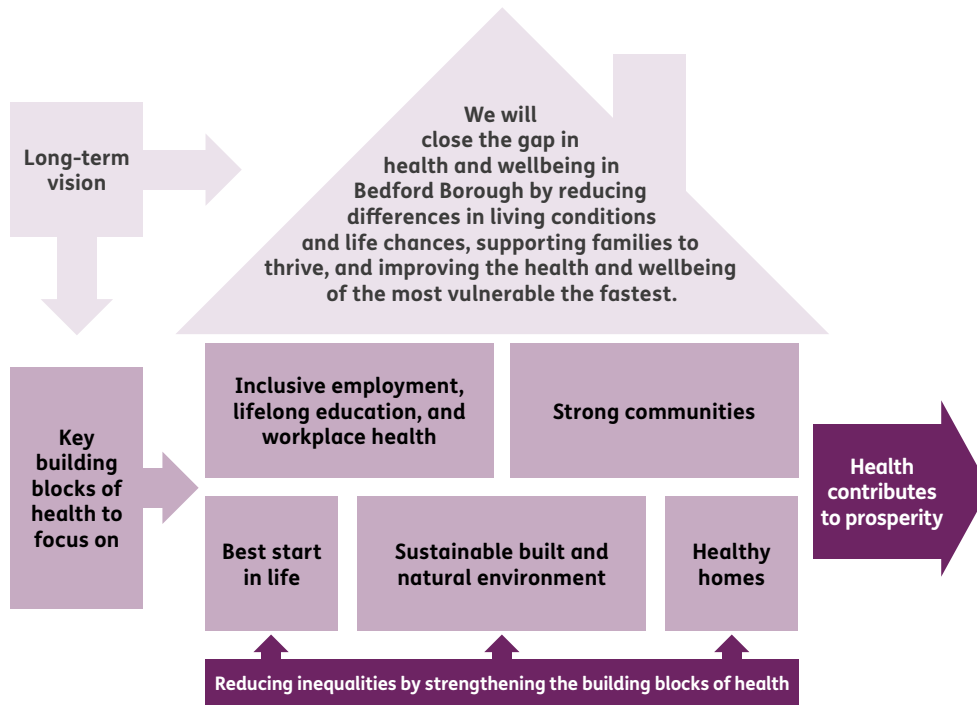 Long-term
vision
We will
close the gap in
health and wellbeing in
Bedford Borough by reducing
differences in living conditions
and life chances, supporting families to
thrive, and improving the health and wellbeing
of the most vulnerable the fastest.
Key
building
blocks of
health to
focus on
Inclusive employment,
lifelong education, and
workplace health
Strong communities
Best start
in life
Sustainable built and
natural environment
Healthy
homes
Health
contributes
to prosperity
Reducing inequalities by strengthening the building blocks of health